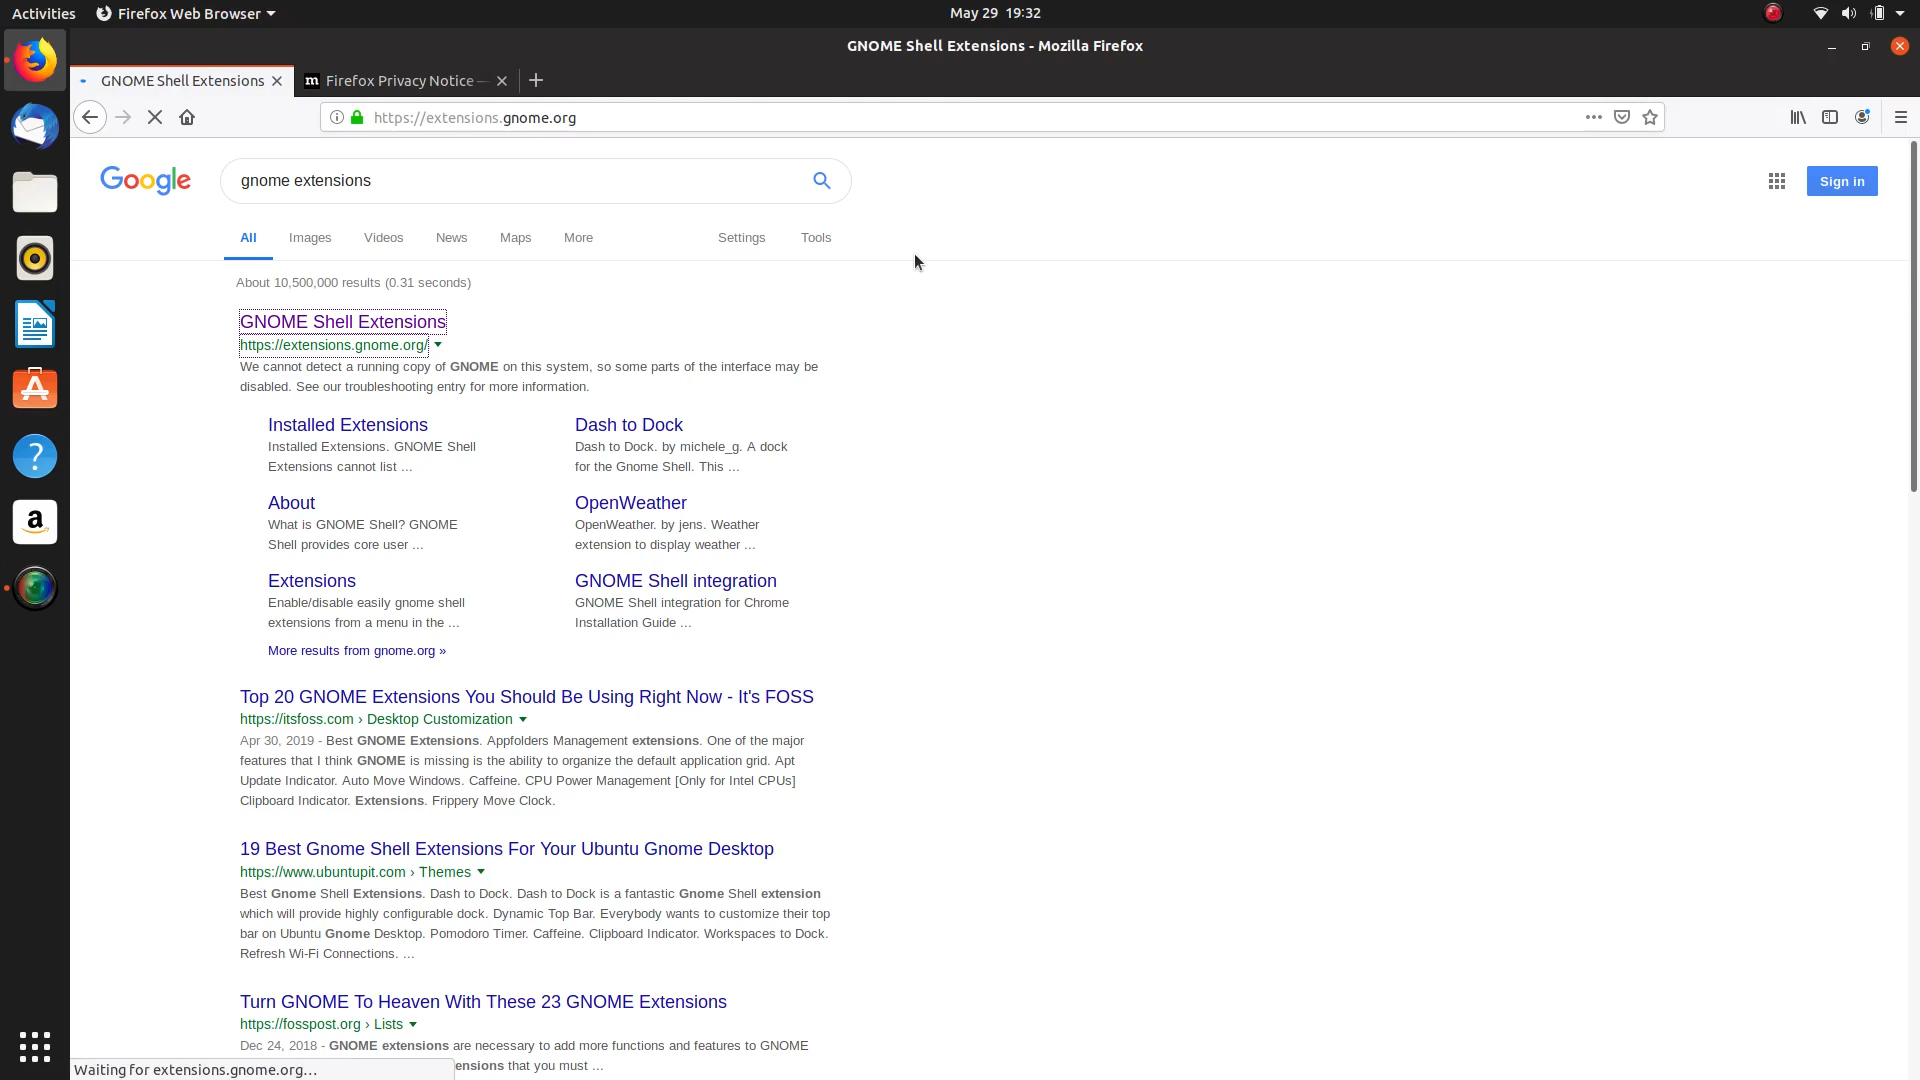 Activities Firefox Web Browser May 29 19:32
GNOME Shell Extensions - Mozilla Firefox
GNOME Shell Extensions m Firefox Privacy Notice —
https://extensions.gnome.org
Google gnome extensions Sign in
All Images Videos News Maps More Settings Tools
About 10,500,000 results (0.31 seconds)
GNOME Shell Extensions
https://extensions.gnome.org/
We cannot detect a running copy of GNOME on this system, so some parts of the interface may be
disabled. See our troubleshooting entry for more information.
Installed Extensions
Installed Extensions. GNOME Shell
Extensions cannot list ...
Dash to Dock
Dash to Dock. by michele_g. A dock
for the Gnome Shell. This ...
About
What is GNOME Shell? GNOME
Shell provides core user ...
OpenWeather
OpenWeather. by jens. Weather
extension to display weather ...
Extensions
Enable/disable easily gnome shell
extensions from a menu in the ...
GNOME Shell integration
GNOME Shell integration for Chrome
Installation Guide ...
More results from gnome.org »
Top 20 GNOME Extensions You Should Be Using Right Now - It's FOSS
https://itsfoss.com › Desktop Customization
Apr 30, 2019 - Best GNOME Extensions. Appfolders Management extensions. One of the major
features that I think GNOME is missing is the ability to organize the default application grid. Apt
Update Indicator. Auto Move Windows. Caffeine. CPU Power Management [Only for Intel CPUs]
Clipboard Indicator. Extensions. Frippery Move Clock.
19 Best Gnome Shell Extensions For Your Ubuntu Gnome Desktop
https://www.ubuntupit.com › Themes
Best Gnome Shell Extensions. Dash to Dock. Dash to Dock is a fantastic Gnome Shell extension
which will provide highly configurable dock. Dynamic Top Bar. Everybody wants to customize their top
bar on Ubuntu Gnome Desktop. Pomodoro Timer. Caffeine. Clipboard Indicator. Workspaces to Dock.
Refresh Wi-Fi Connections. ...
Turn GNOME To Heaven With These 23 GNOME Extensions
https://fosspost.org › Lists
Dec 24, 2018 - GNOME extensions are necessary to add more functions and features to GNOME
ensions that you must ...
Waiting for extensions.gnome.org…